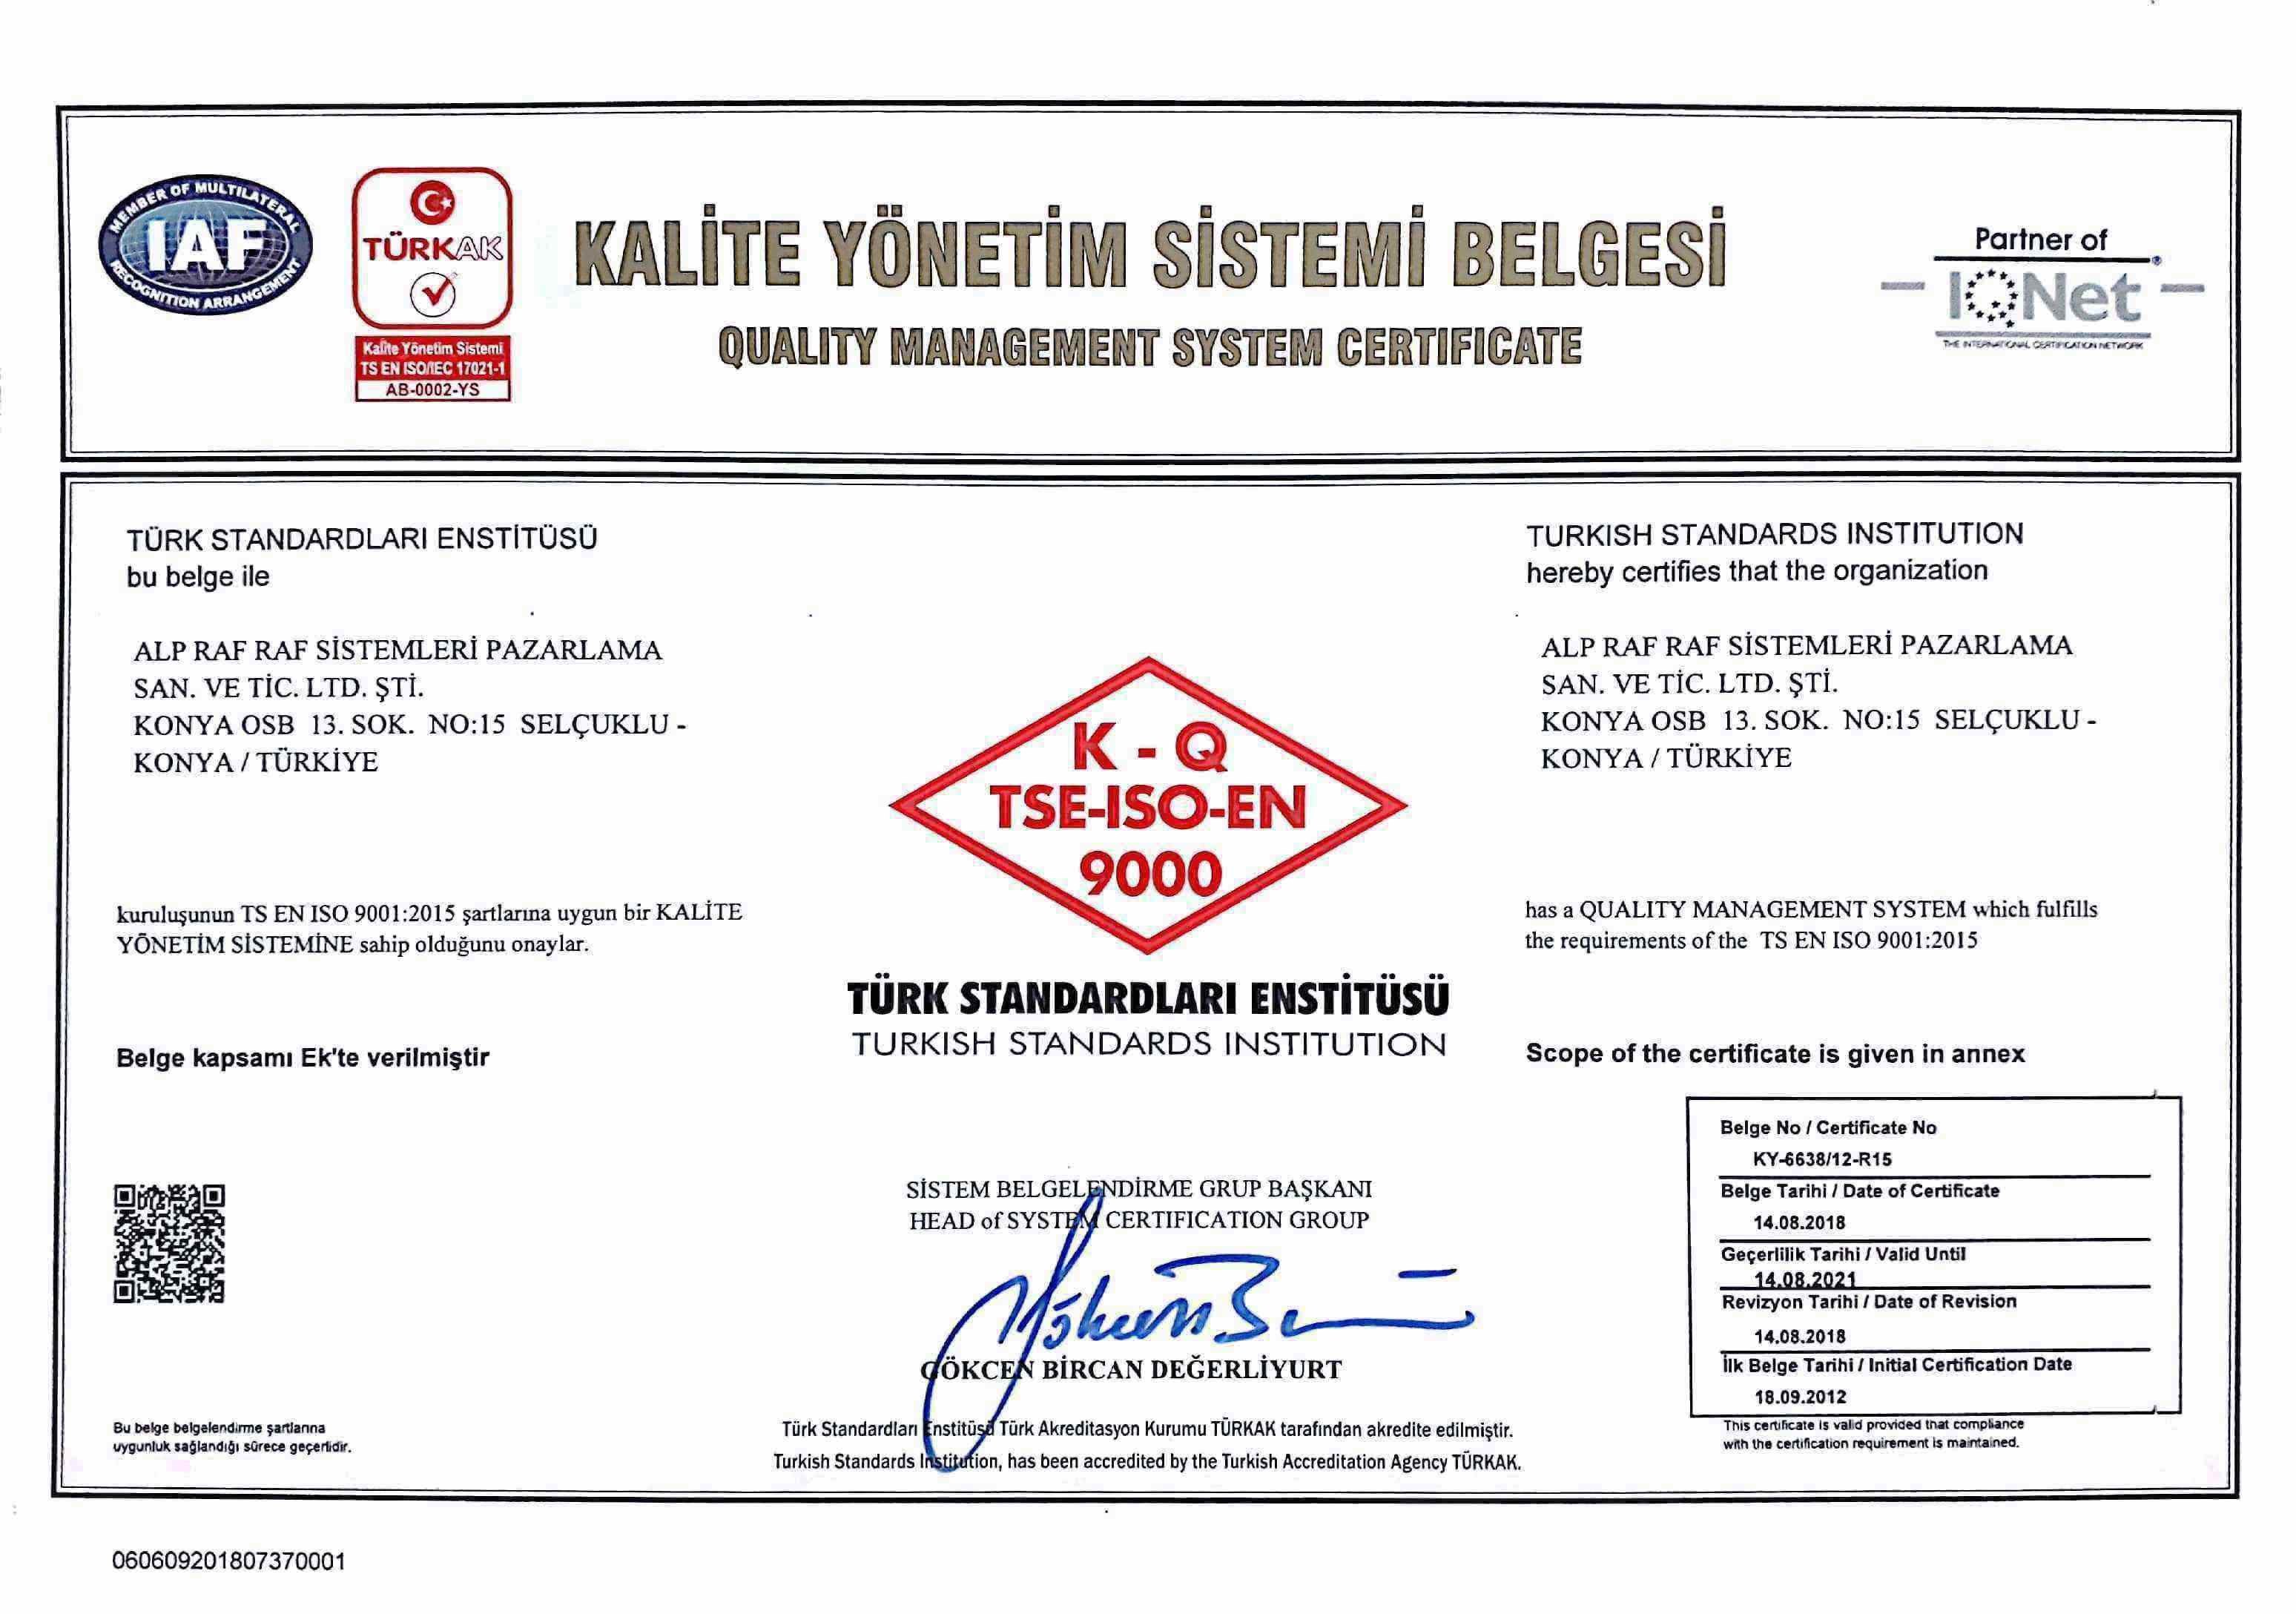 MEMBER OF MULTILATERAL
IAF
RECOGNITION ARRANGEMENT
TÜRKAK
Kalite Yönetim Sistemi
TS EN ISO/IEC 17021-1
AB-0002-YS
KALİTE YÖNETİM SİSTEMİ BELGESİ
QUALITY MANAGEMENT SYSTEM CERTIFICATE
Partner of
IQNet
THE INTERNATIONAL CERTIFICATION NETWORK
TÜRK STANDARDLARI ENSTİTÜSÜ
bu belge ile
ALP RAF RAF SİSTEMLERİ PAZARLAMA
SAN. VE TİC. LTD. ŞTİ.
KONYA OSB 13. SOK. NO:15 SELÇUKLU -
KONYA / TÜRKİYE
kuruluşunun TS EN ISO 9001:2015 şartlarına uygun bir KALİTE
YÖNETİM SİSTEMİNE sahip olduğunu onaylar.
Belge kapsamı Ek'te verilmiştir
K - Q
TSE-ISO-EN
9000
TÜRK STANDARDLARI ENSTİTÜSÜ
TURKISH STANDARDS INSTITUTION
TURKISH STANDARDS INSTITUTION
hereby certifies that the organization
ALP RAF RAF SİSTEMLERİ PAZARLAMA
SAN. VE TİC. LTD. ŞTİ.
KONYA OSB 13. SOK. NO:15 SELÇUKLU -
KONYA / TÜRKİYE
has a QUALITY MANAGEMENT SYSTEM which fulfills
the requirements of the TS EN ISO 9001:2015
Scope of the certificate is given in annex
SİSTEM BELGELENDİRME GRUP BAŞKANI
HEAD of SYSTEM CERTIFICATION GROUP
GÖKCEN BİRCAN DEĞERLİYURT
Belge No / Certificate No
KY-6638/12-R15
Belge Tarihi / Date of Certificate
14.08.2018
Geçerlilik Tarihi / Valid Until
14.08.2021
Revizyon Tarihi / Date of Revision
14.08.2018
İlk Belge Tarihi / Initial Certification Date
18.09.2012
Bu belge belgelendirme şartlarına
uygunluk sağlandığı sürece geçerlidir.
Türk Standardları Enstitüsü Türk Akreditasyon Kurumu TÜRKAK tarafından akredite edilmiştir.
Turkish Standards Institution, has been accredited by the Turkish Accreditation Agency TÜRKAK.
This certificate is valid provided that compliance
with the certification requirement is maintained.
060609201807370001